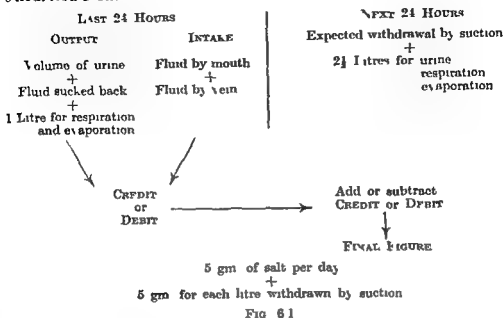 LAST 24 HOURS
NEXT 24 HOURS
OUTPUT
INTAKE
Expected withdrawal by suction
+
2½ Litres for urine
respiration
evaporation
Volume of urine
+
Fluid sucked back
+
1 Litre for respiration
and evaporation
Fluid by mouth
+
Fluid by vein
CREDIT
or
DEBIT
Add or subtract
CREDIT or DEBIT
FINAL FIGURE
5 gm of salt per day
+
5 gm for each litre withdrawn by suction
FIG 61